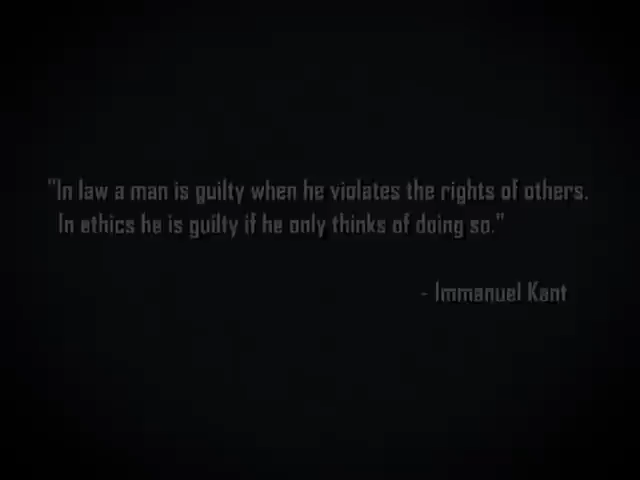 "In law a man is guilty when he violates the rights of others.
In ethics he is guilty if he only thinks of doing so."
- Immanuel Kant